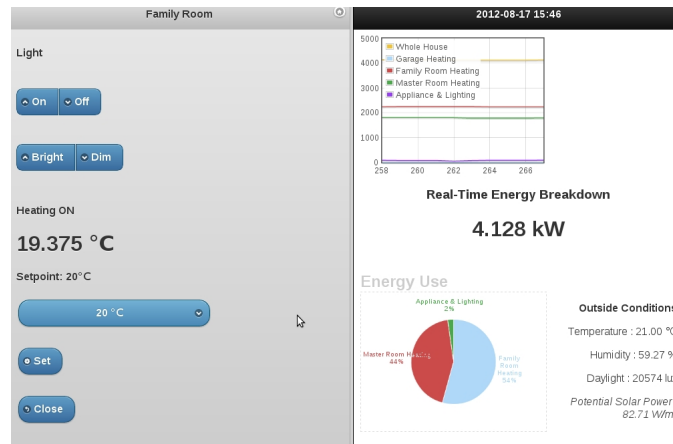 Family Room
Light
On Off
Bright Dim
Heating ON
19.375 °C
Setpoint: 20°C
20 °C
Set
Close
2012-08-17 15:46
5000
4000
3000
2000
1000
0
Whole House
Garage Heating
Family Room Heating
Master Room Heating
Appliance & Lighting
258 260 262 264 266
Real-Time Energy Breakdown
4.128 kW
Energy Use
Appliance & Lighting
2%
Master Room Heating
44%
Family
Room
Heating
54%
Outside Conditions
Temperature : 21.00 °C
Humidity : 59.27 %
Daylight : 20574 lu
Potential Solar Power
82.71 W/m